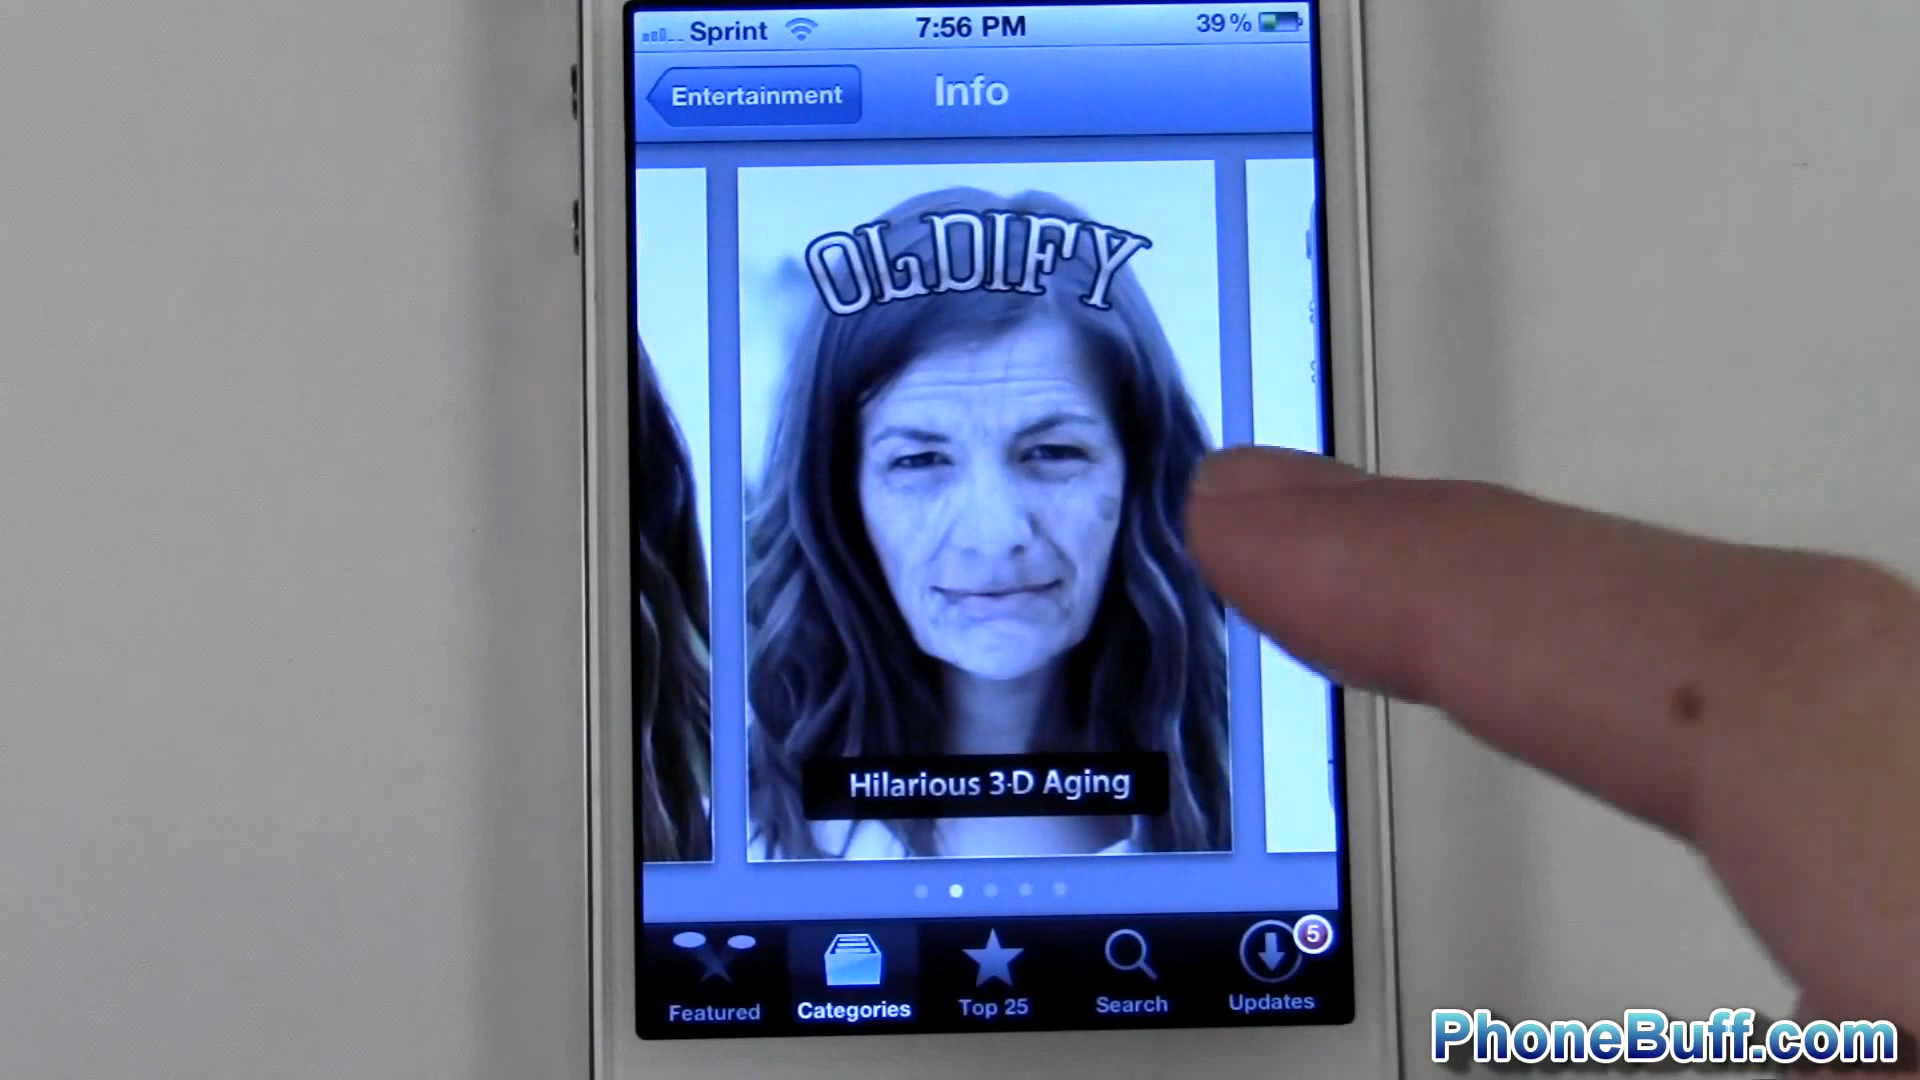 Sprint 7:56 PM 39%
Entertainment Info
OLDIFY
Hilarious 3-D Aging
5
Featured Categories Top 25 Search Updates
PhoneBuff.com